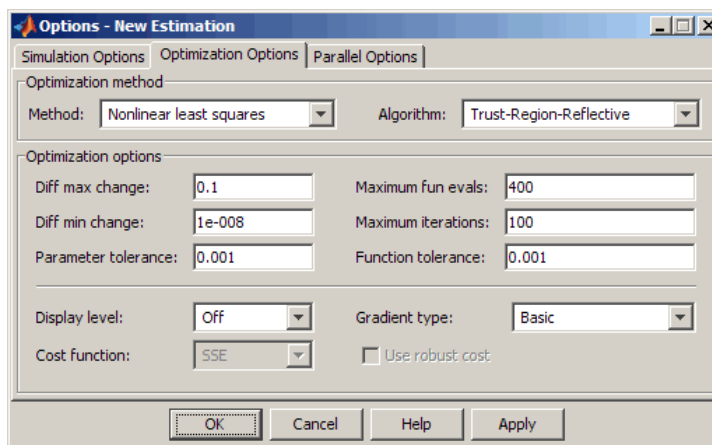 Options - New Estimation
Simulation Options Optimization Options Parallel Options
Optimization method
Method: Nonlinear least squares Algorithm: Trust-Region-Reflective
Optimization options
Diff max change: 0.1 Maximum fun evals: 400
Diff min change: 1e-008 Maximum iterations: 100
Parameter tolerance: 0.001 Function tolerance: 0.001
Display level: Off Gradient type: Basic
Cost function: SSE Use robust cost
OK Cancel Help Apply